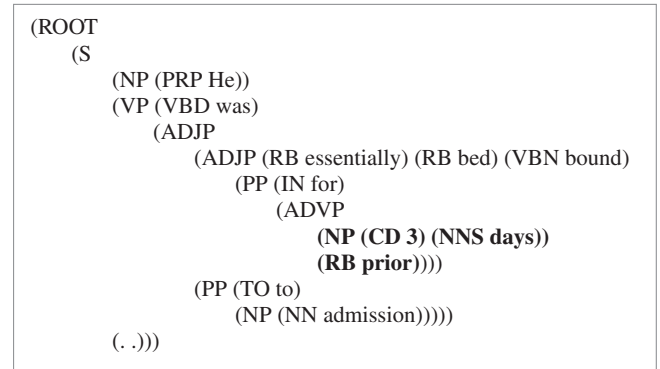 (ROOT
(S
(NP (PRP He))
(VP (VBD was)
(ADJP
(ADJP (RB essentially) (RB bed) (VBN bound)
(PP (IN for)
(ADVP
(NP (CD 3) (NNS days))
(RB prior))))
(PP (TO to)
(NP (NN admission)))))
(. .)))